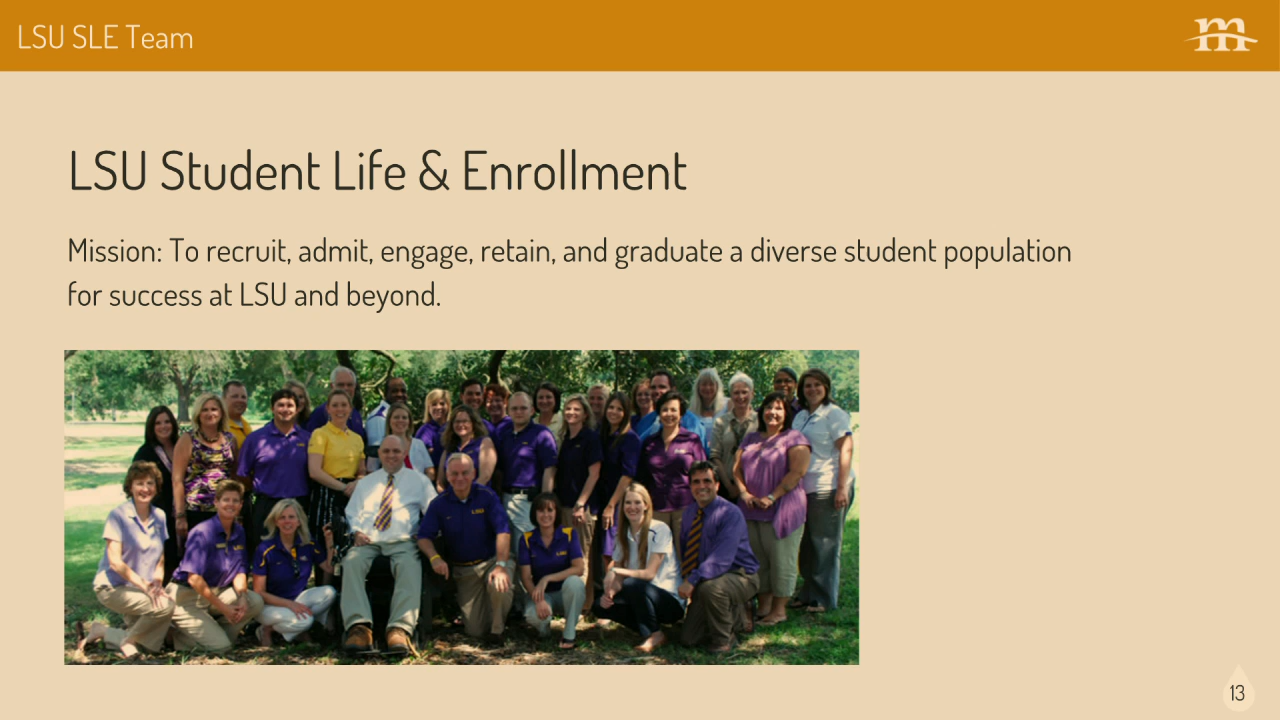 LSU SLE Team
m
LSU Student Life & Enrollment
Mission: To recruit, admit, engage, retain, and graduate a diverse student population
for success at LSU and beyond.
LSU
13